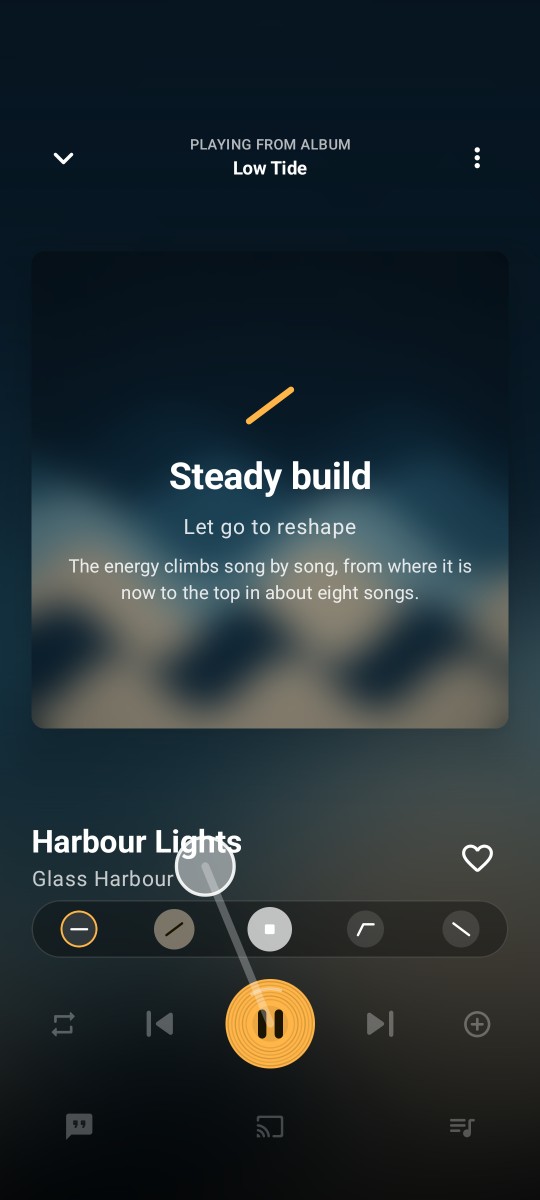 PLAYING FROM ALBUM
Low Tide
Steady build
Let go to reshape
The energy climbs song by song, from where it is
now to the top in about eight songs.
Harbour Lights
Glass Harbour